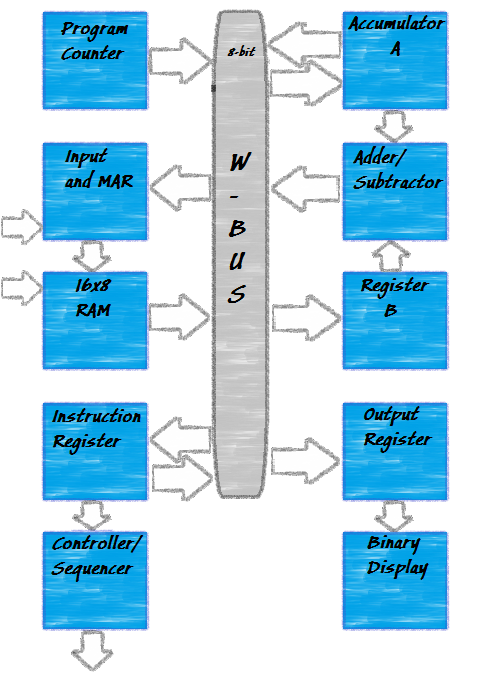 Program
Counter
8-bit
Accumulator
A
Input
and MAR
W
-
B
U
S
Adder/
Subtractor
16x8
RAM
Register
B
Instruction
Register
Output
Register
Controller/
Sequencer
Binary
Display